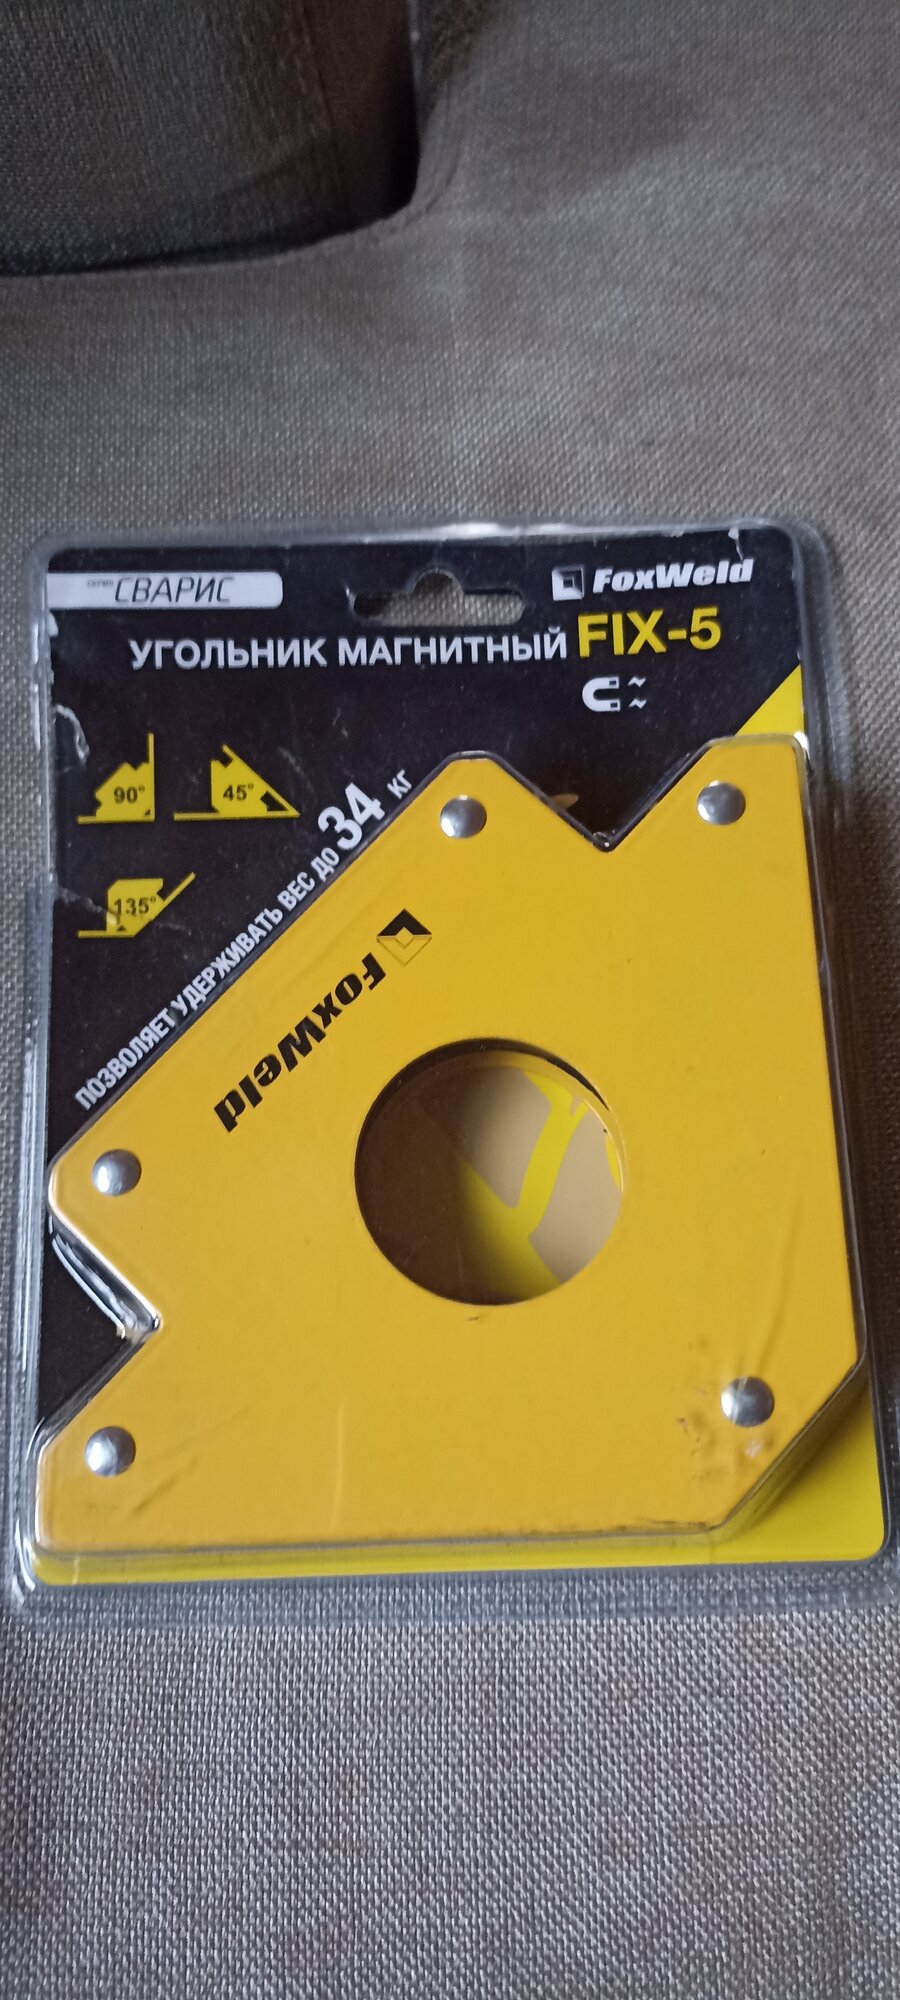 серия СВАРИС
FoxWeld
УГОЛЬНИК МАГНИТНЫЙ FIX-5
90°
45°
135°
ПОЗВОЛЯЕТ УДЕРЖИВАТЬ ВЕС ДО 34 КГ
FoxWeld